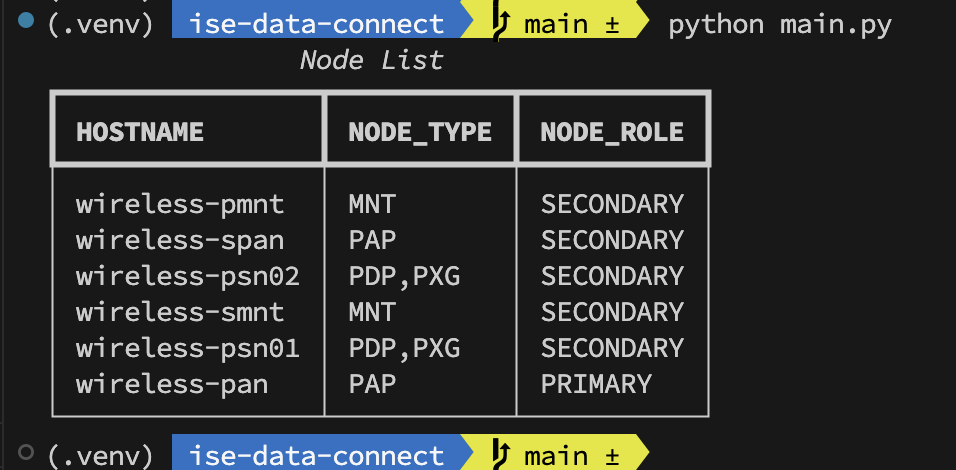 (.venv) ise-data-connect main ± python main.py
Node List
HOSTNAME NODE_TYPE NODE_ROLE
wireless-pmnt MNT SECONDARY
wireless-span PAP SECONDARY
wireless-psn02 PDP,PXG SECONDARY
wireless-smnt MNT SECONDARY
wireless-psn01 PDP,PXG SECONDARY
wireless-pan PAP PRIMARY
(.venv) ise-data-connect main ±